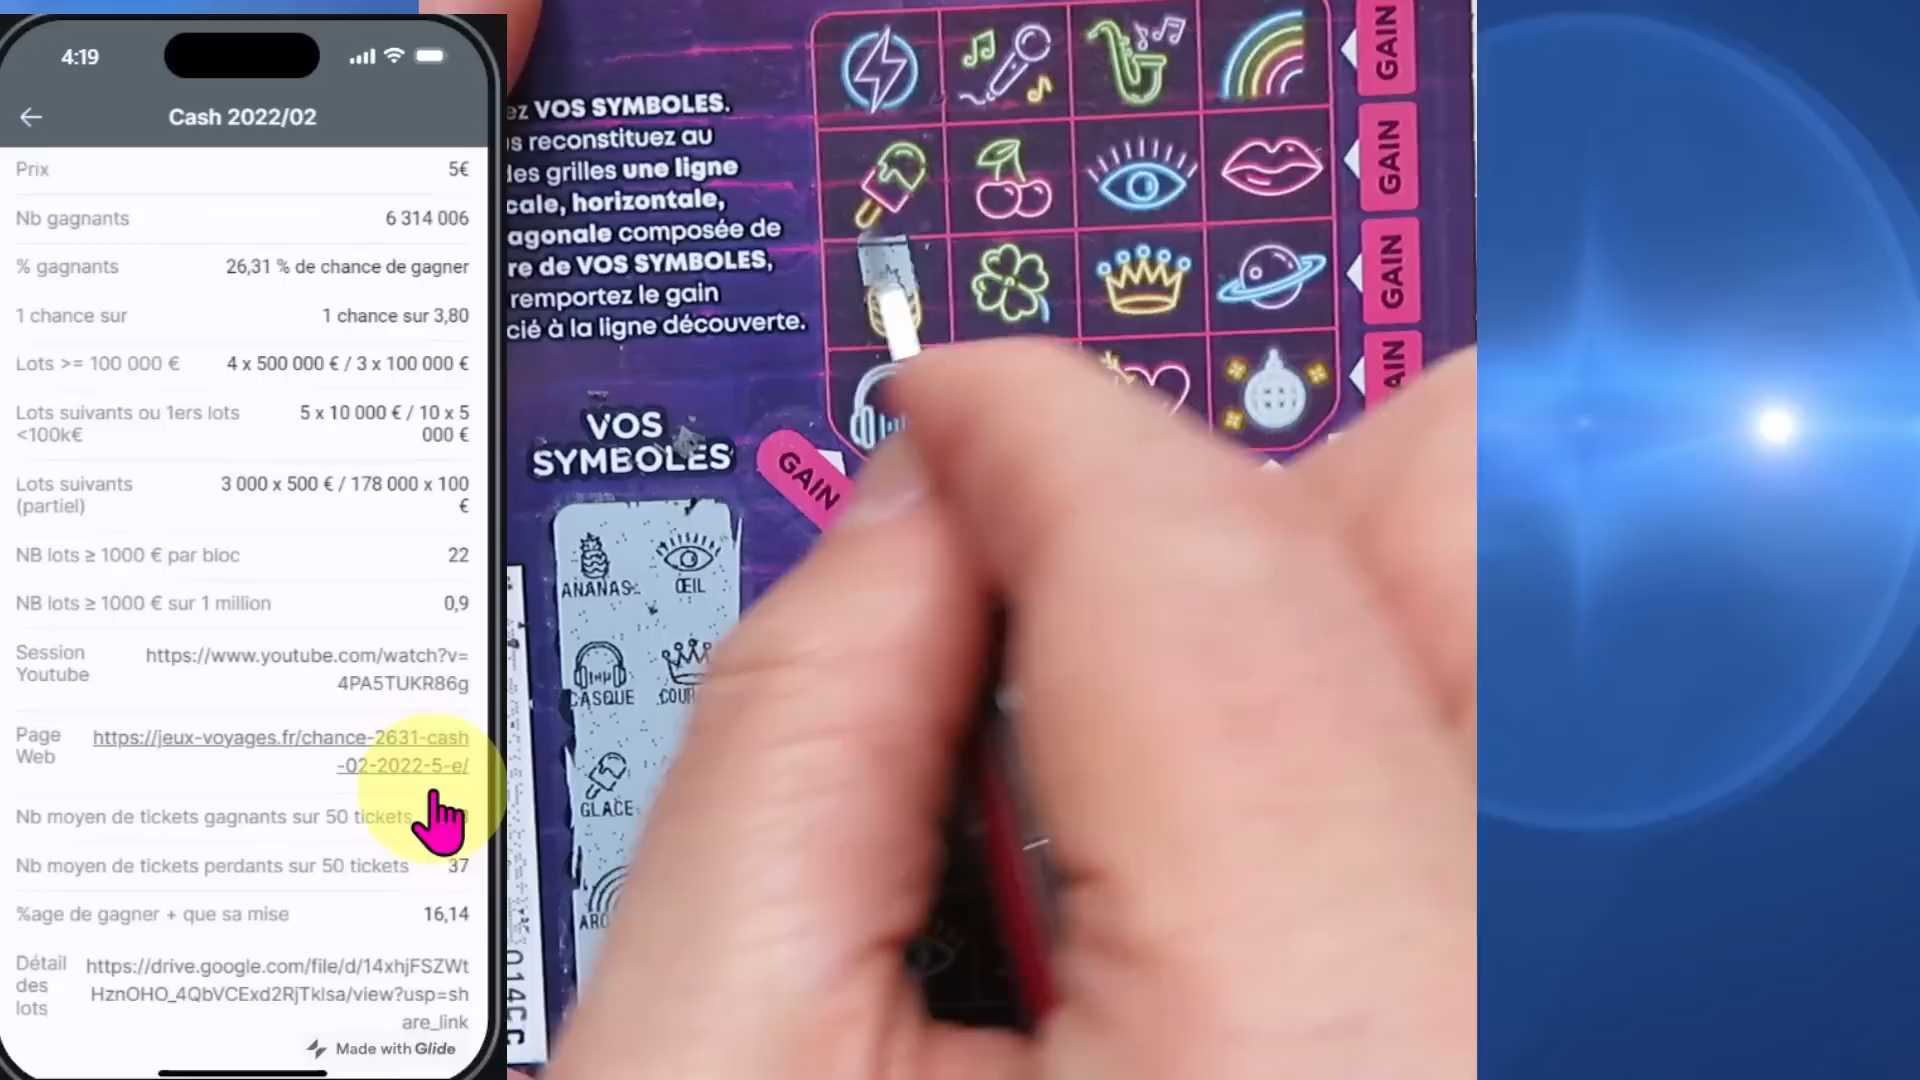 4:19
Cash 2022/02
Prix 5€
Nb gagnants 6 314 006
% gagnants 26,31 % de chance de gagner
1 chance sur 1 chance sur 3,80
Lots >= 100 000 € 4 x 500 000 € / 3 x 100 000 €
Lots suivants ou 1ers lots 5 x 10 000 € / 10 x 5
<100k€ 000 €
Lots suivants 3 000 x 500 € / 178 000 x 100
(partiel) €
NB lots ≥ 1000 € par bloc 22
NB lots ≥ 1000 € sur 1 million 0,9
Session https://www.youtube.com/watch?v=
Youtube 4PA5TUKR86g
Page https://jeux-voyages.fr/chance-2631-cash
Web -02-2022-5-e/
Nb moyen de tickets gagnants sur 50 tickets
Nb moyen de tickets perdants sur 50 tickets 37
%age de gagner + que sa mise 16,14
Détail https://drive.google.com/file/d/14xhjFSZWt
des HznOHO_4QbVCExd2RjTklsa/view?usp=sh
lots are_link
Made with Glide
ez VOS SYMBOLES.
s reconstituez au
des grilles une ligne
cale, horizontale,
agonale composée de
re de VOS SYMBOLES,
remportez le gain
cié à la ligne découverte.
VOS
SYMBOLES
ANANAS
ŒIL
CASQUE
COUR
GLACE
ARC
GAIN
GAIN
GAIN
GAIN
AIN